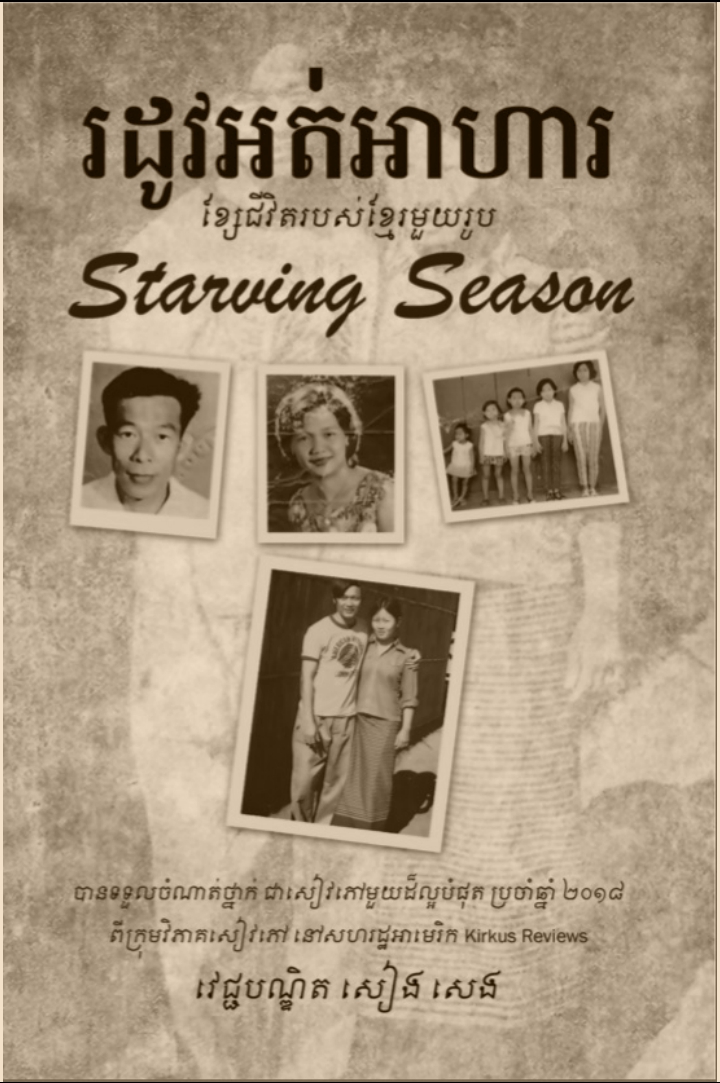 រដូវអត់អាហារ
ខ្សែជីវិតរបស់ខ្មែរមួយរូប
Starving Season
បានទទួលចំណាត់ថ្នាក់ ជាសៀវភៅមួយដ៏ល្អបំផុត ប្រចាំឆ្នាំ ២០១៨
ពីក្រុមវិភាគសៀវភៅ នៅសហរដ្ឋអាមេរិក Kirkus Reviews
វេជ្ជបណ្ឌិត សៀង សេង